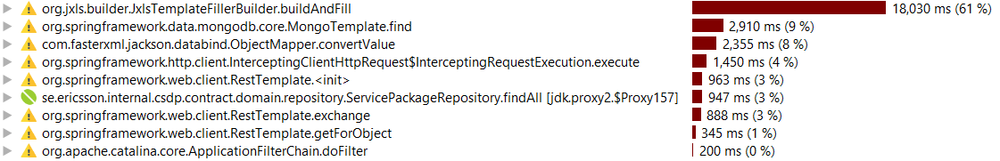 org.jxls.builder.JxlsTemplateFillerBuilder.buildAndFill 18,030 ms (61 %)
org.springframework.data.mongodb.core.MongoTemplate.find 2,910 ms (9 %)
com.fasterxml.jackson.databind.ObjectMapper.convertValue 2,355 ms (8 %)
org.springframework.http.client.InterceptingClientHttpRequest$InterceptingRequestExecution.execute 1,450 ms (4 %)
org.springframework.web.client.RestTemplate.<init> 963 ms (3 %)
se.ericsson.internal.csdp.contract.domain.repository.ServicePackageRepository.findAll [jdk.proxy2.$Proxy157] 947 ms (3 %)
org.springframework.web.client.RestTemplate.exchange 888 ms (3 %)
org.springframework.web.client.RestTemplate.getForObject 345 ms (1 %)
org.apache.catalina.core.ApplicationFilterChain.doFilter 200 ms (0 %)